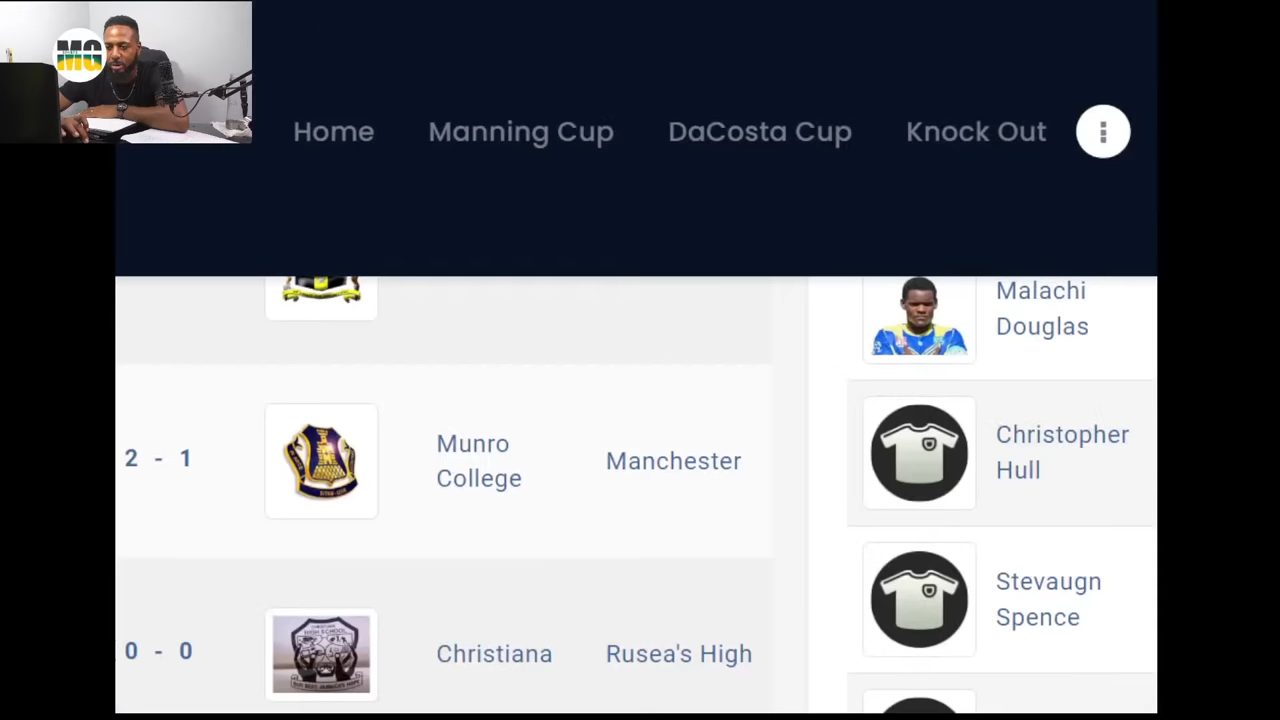 MG
Home Manning Cup DaCosta Cup Knock Out
Malachi
Douglas
2 - 1 Munro
College Manchester
Christopher
Hull
Stevaugn
Spence
0 - 0 Christiana Rusea's High